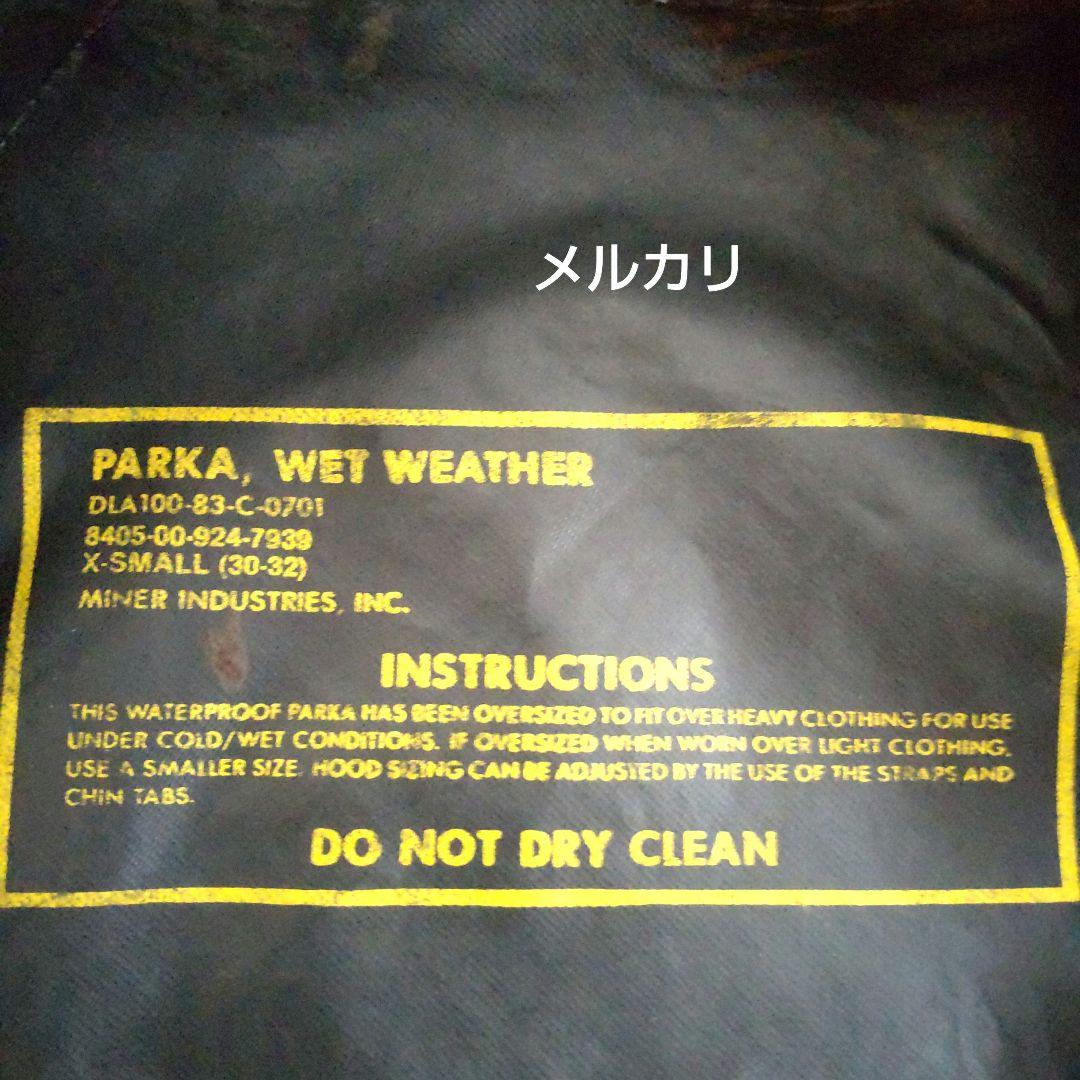 メルカリ
PARKA, WET WEATHER
DLA100-83-C-0701
8405-00-924-7939
X-SMALL (30-32)
MINER INDUSTRIES, INC.
INSTRUCTIONS
THIS WATERPROOF PARKA HAS BEEN OVERSIZED TO FIT OVER HEAVY CLOTHING FOR USE
UNDER COLD/WET CONDITIONS. IF OVERSIZED WHEN WORN OVER LIGHT CLOTHING,
USE A SMALLER SIZE. HOOD SIZING CAN BE ADJUSTED BY THE USE OF THE STRAPS AND
CHIN TABS.
DO NOT DRY CLEAN